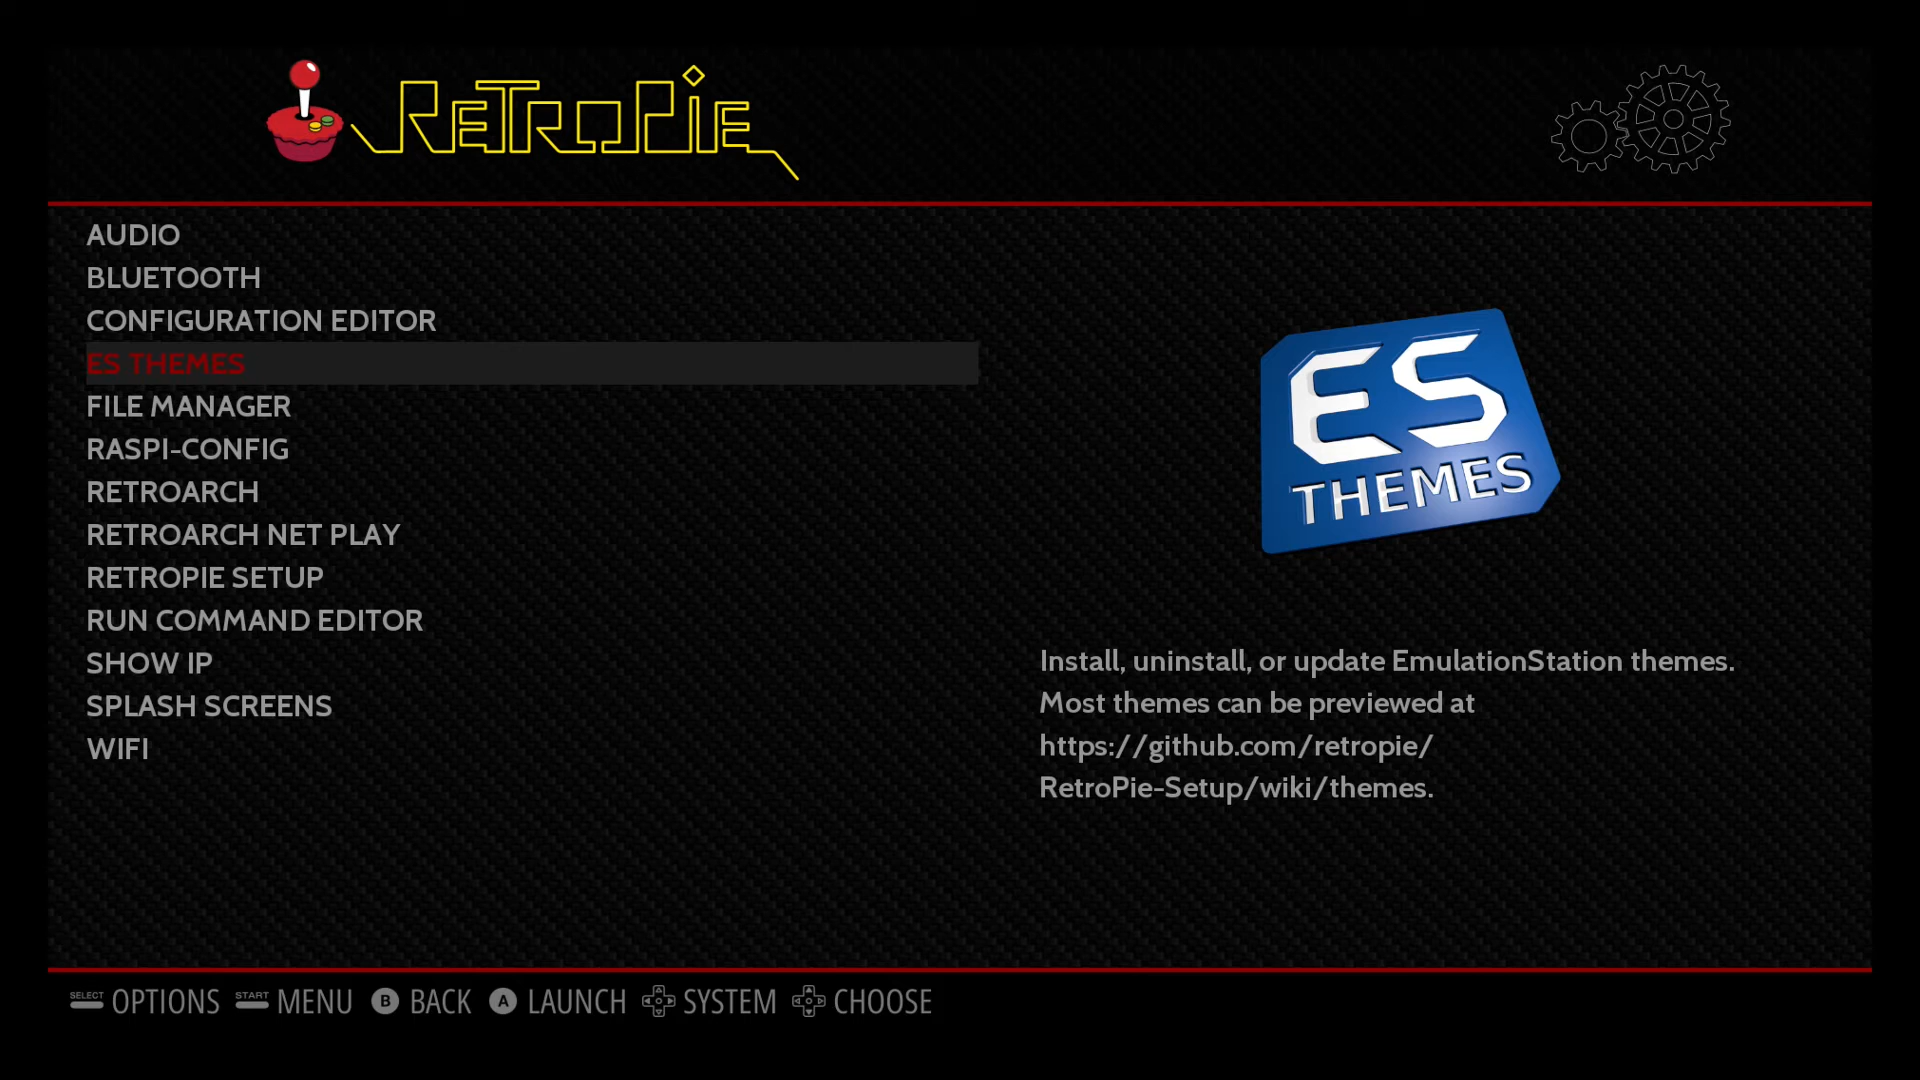 RETROPIE
AUDIO
BLUETOOTH
CONFIGURATION EDITOR
ES THEMES
FILE MANAGER
RASPI-CONFIG
RETROARCH
RETROARCH NET PLAY
RETROPIE SETUP
RUN COMMAND EDITOR
SHOW IP
SPLASH SCREENS
WIFI
ES
THEMES
Install, uninstall, or update EmulationStation themes.
Most themes can be previewed at
https://github.com/retropie/
RetroPie-Setup/wiki/themes.
SELECT OPTIONS START MENU B BACK A LAUNCH SYSTEM CHOOSE